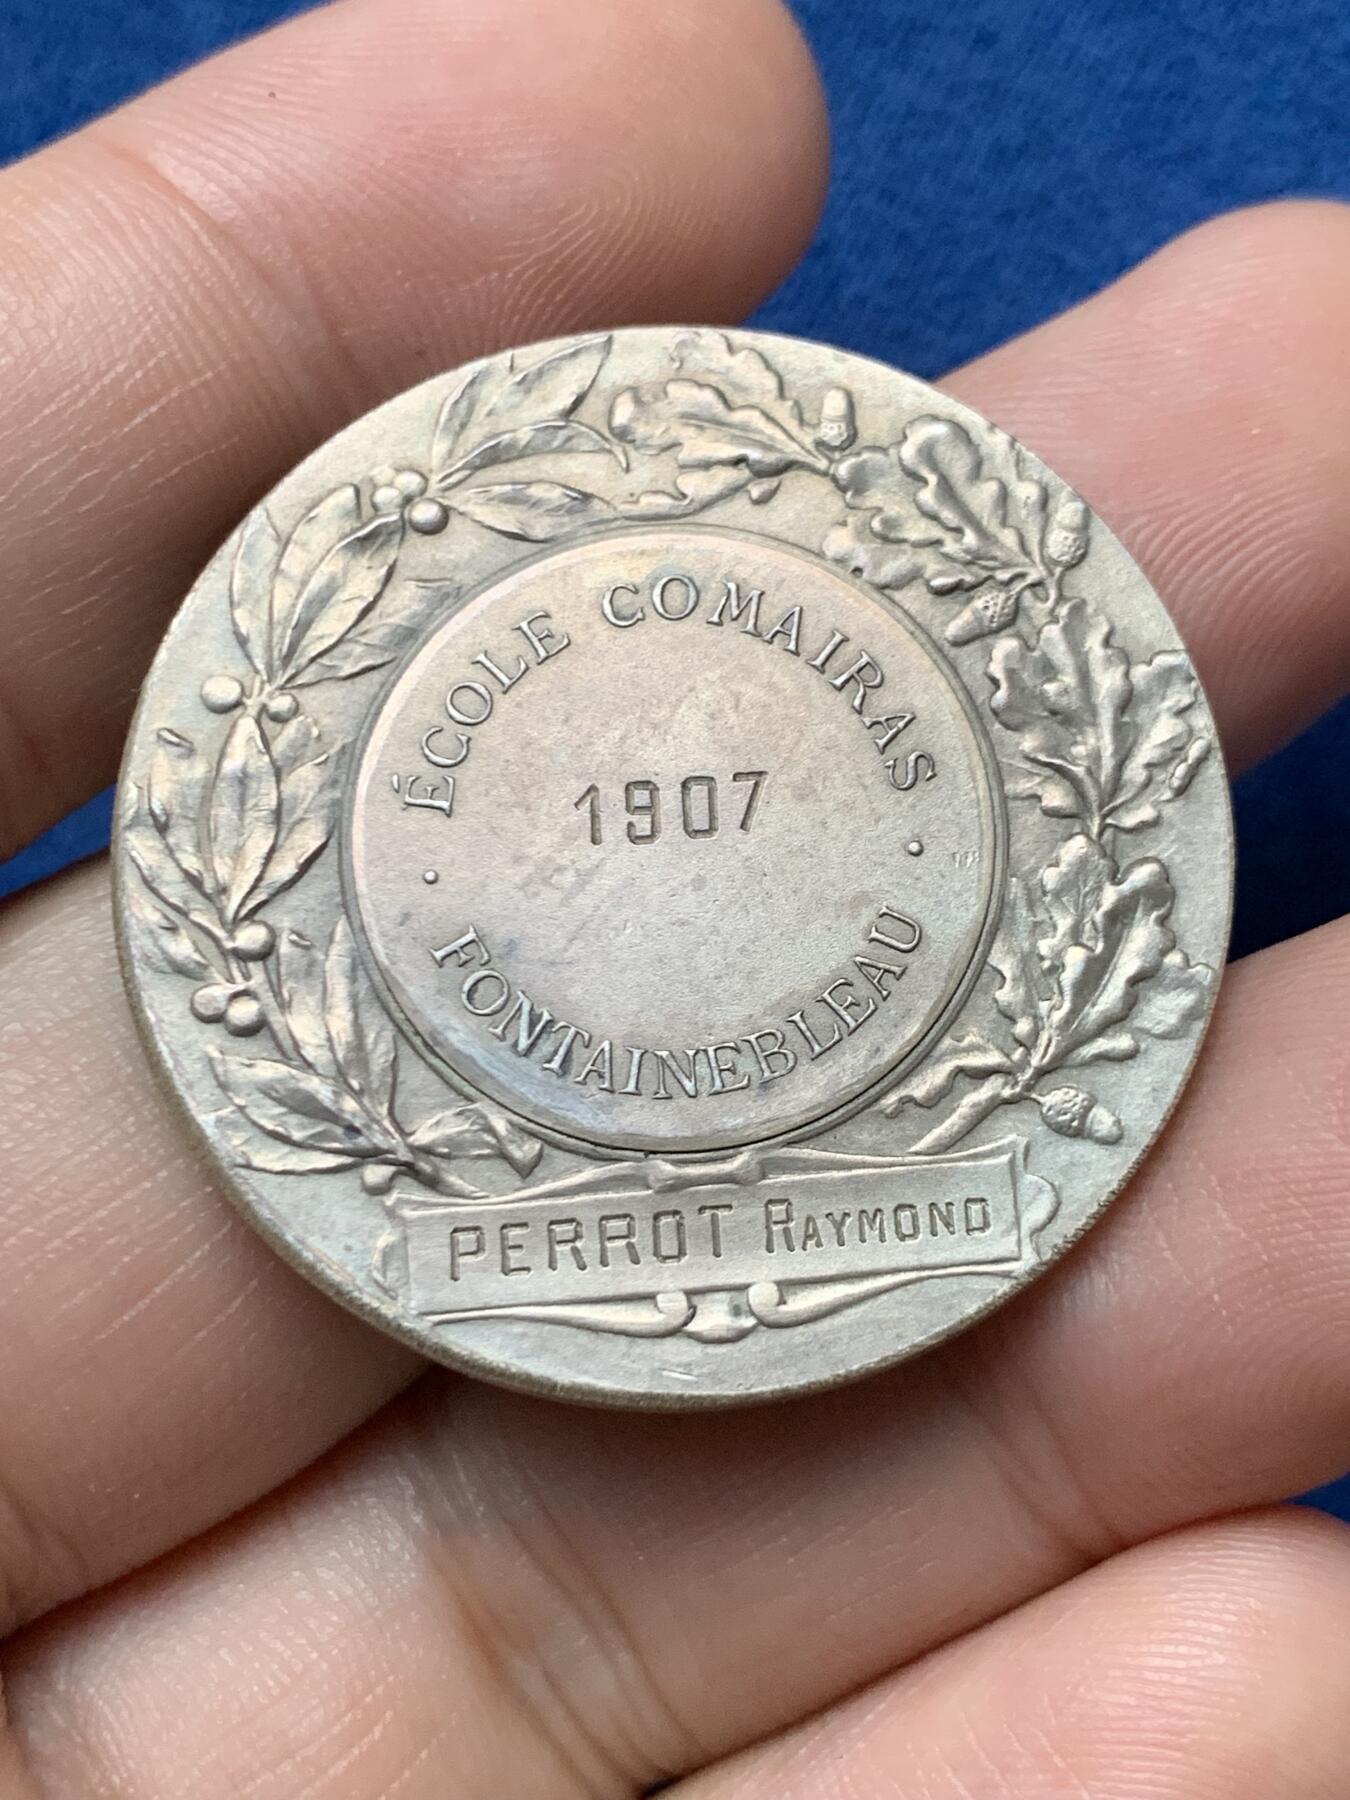 ÉCOLE COMAIRAS
1907
· FONTAINEBLEAU ·
PERROT RAYMOND